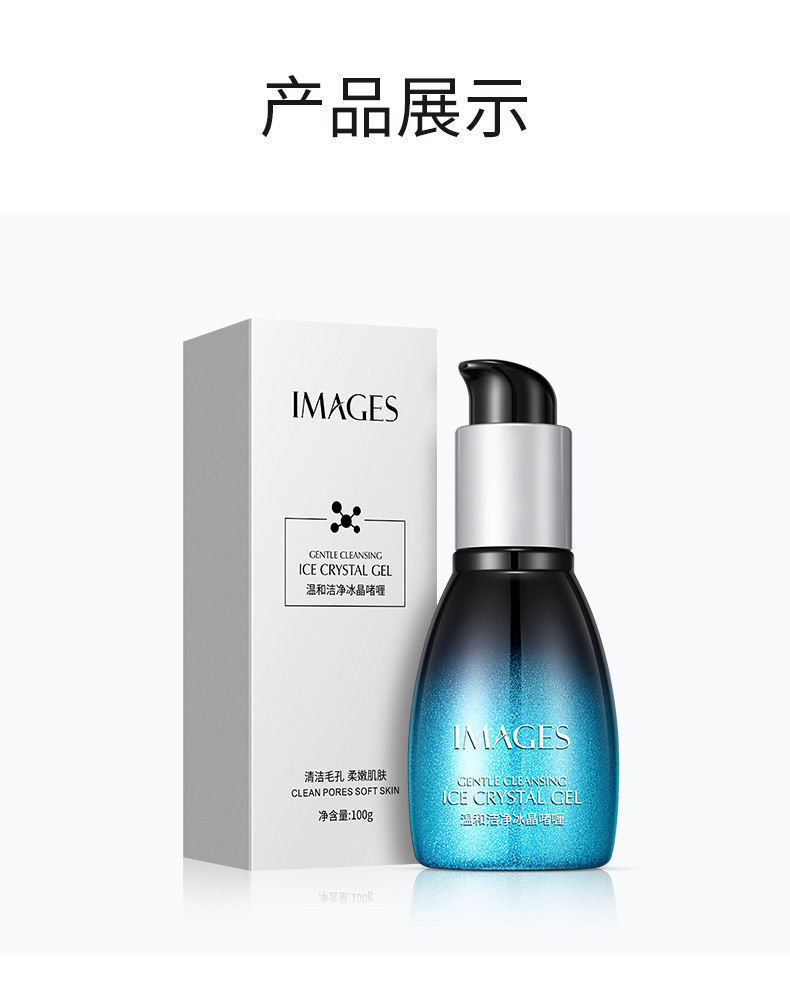 产品展示
IMAGES
GENTLE CLEANSING
ICE CRYSTAL GEL
温和洁净冰晶啫喱
清洁毛孔 柔嫩肌肤
CLEAN PORES SOFT SKIN
净含量:100g
IMAGES
GENTLE CLEANSING
ICE CRYSTAL GEL
温和洁净冰晶啫喱